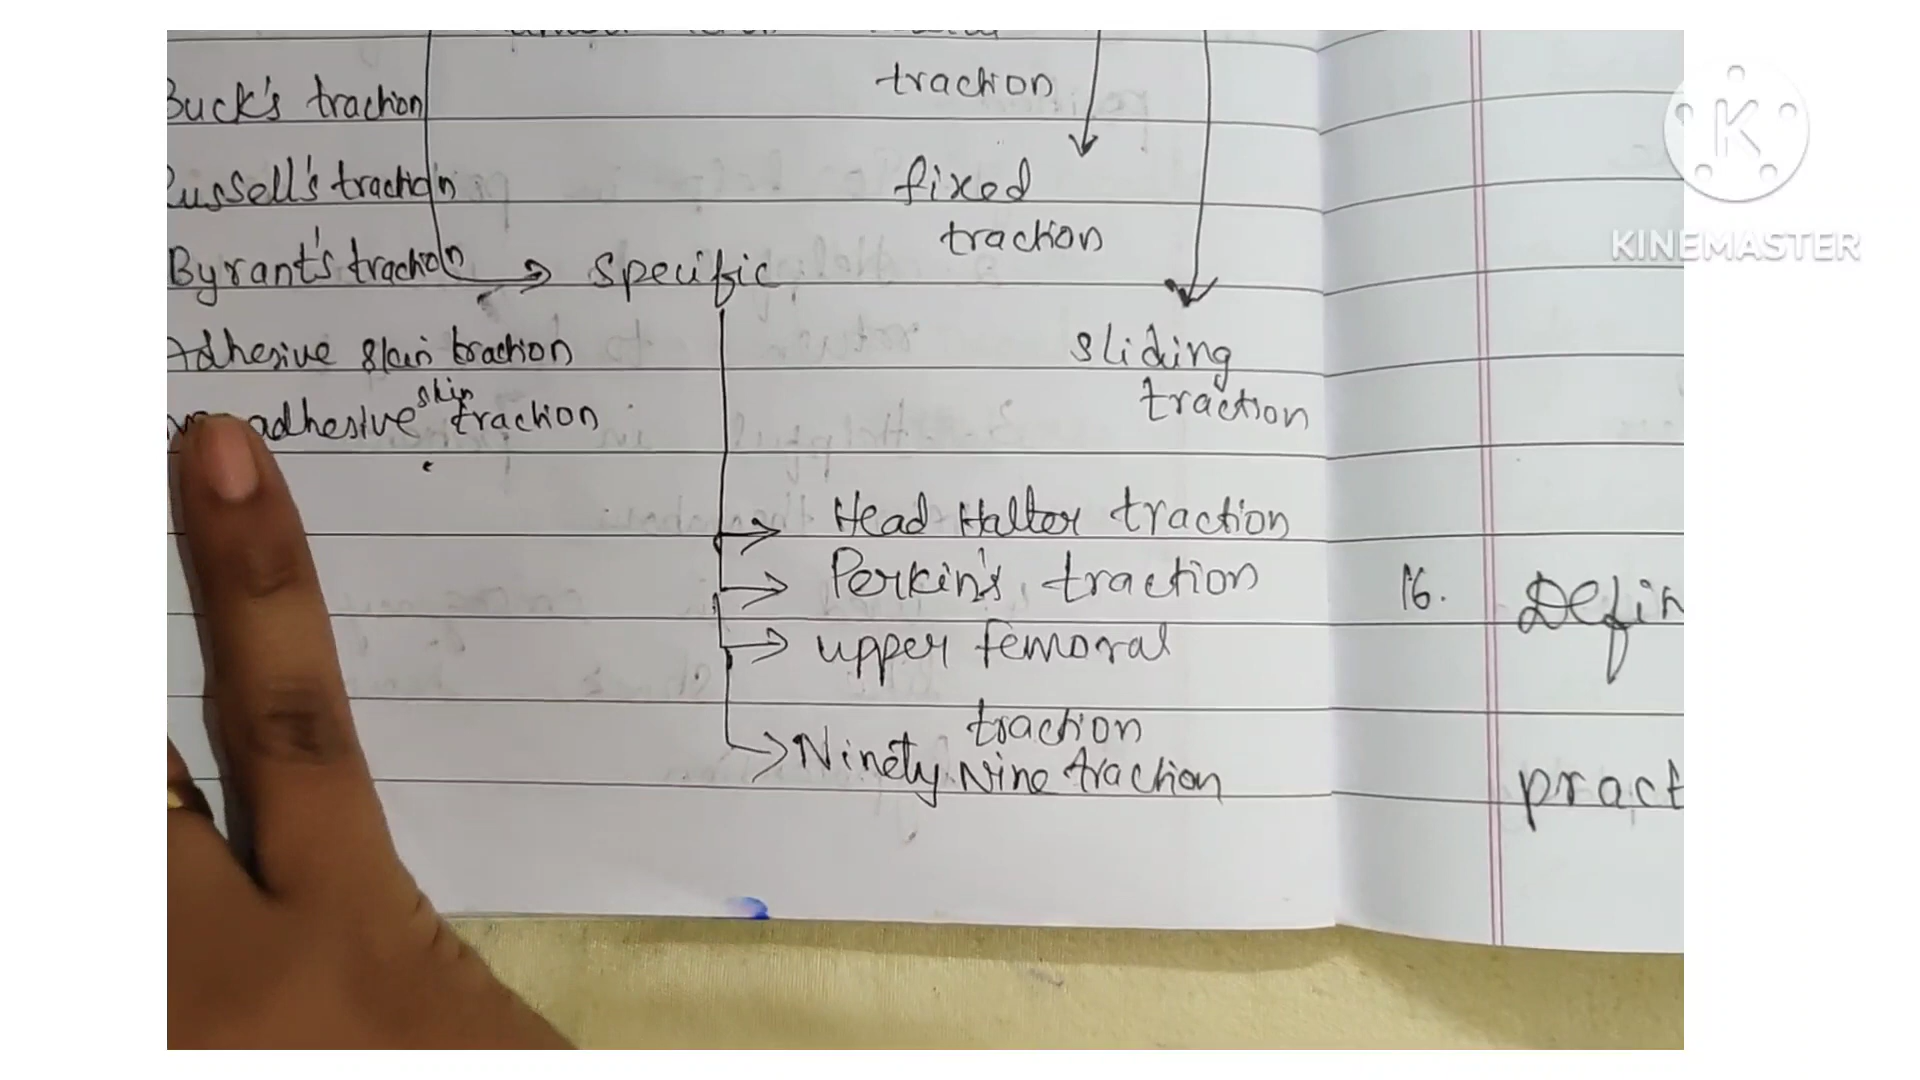 traction
Buck's traction
Russell's traction
fixed
traction
Byrant's traction
specific
Adhesive skin traction
sliding
adhesive skin traction
traction
Head Halter traction
Perkin's traction
upper femoral
traction
Ninety Nine traction
16.
Defin
pract
KINEMASTER